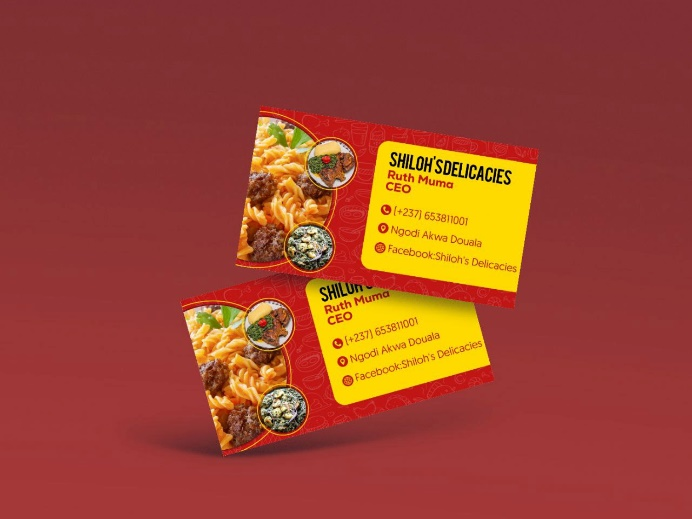 SHILOH'SDELICACIES
Ruth Muma
CEO
(+237) 653811001
Ngodi Akwa Douala
Facebook:Shiloh's Delicacies
SHILOH'S
Ruth Muma
CEO
(+237) 653811001
Ngodi Akwa Douala
Facebook:Shiloh's Delicacies